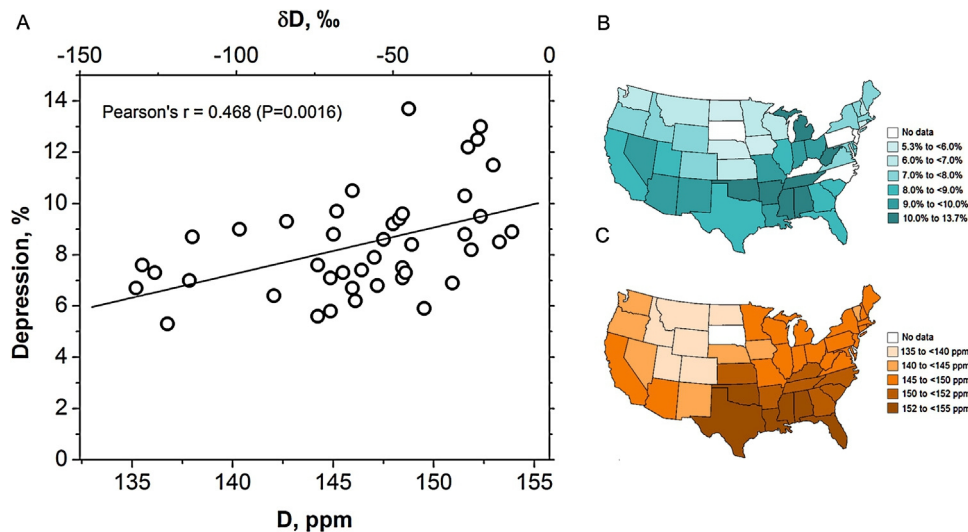 A
δD, ‰
-150
-100
-50
0
Pearson's r = 0.468 (P=0.0016)
Depression, %
14
12
10
8
6
4
2
0
135
140
145
150
155
D, ppm
B
No data
5.3% to <6.0%
6.0% to <7.0%
7.0% to <8.0%
8.0% to <9.0%
9.0% to <10.0%
10.0% to 13.7%
C
No data
135 to <140 ppm
140 to <145 ppm
145 to <150 ppm
150 to <152 ppm
152 to <155 ppm